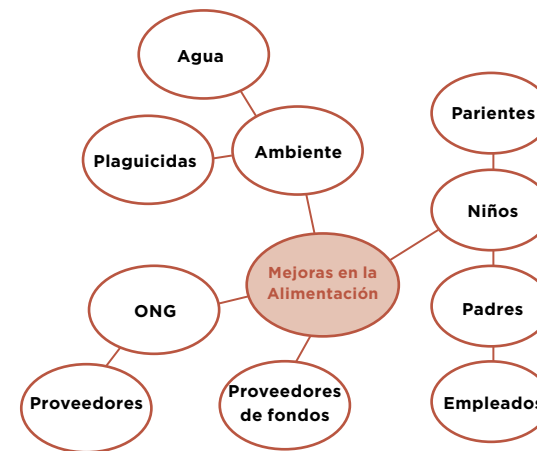 Agua
Parientes
Plaguicidas
Ambiente
Niños
Mejoras en la
Alimentación
ONG
Padres
Proveedores
Proveedores
de fondos
Empleados